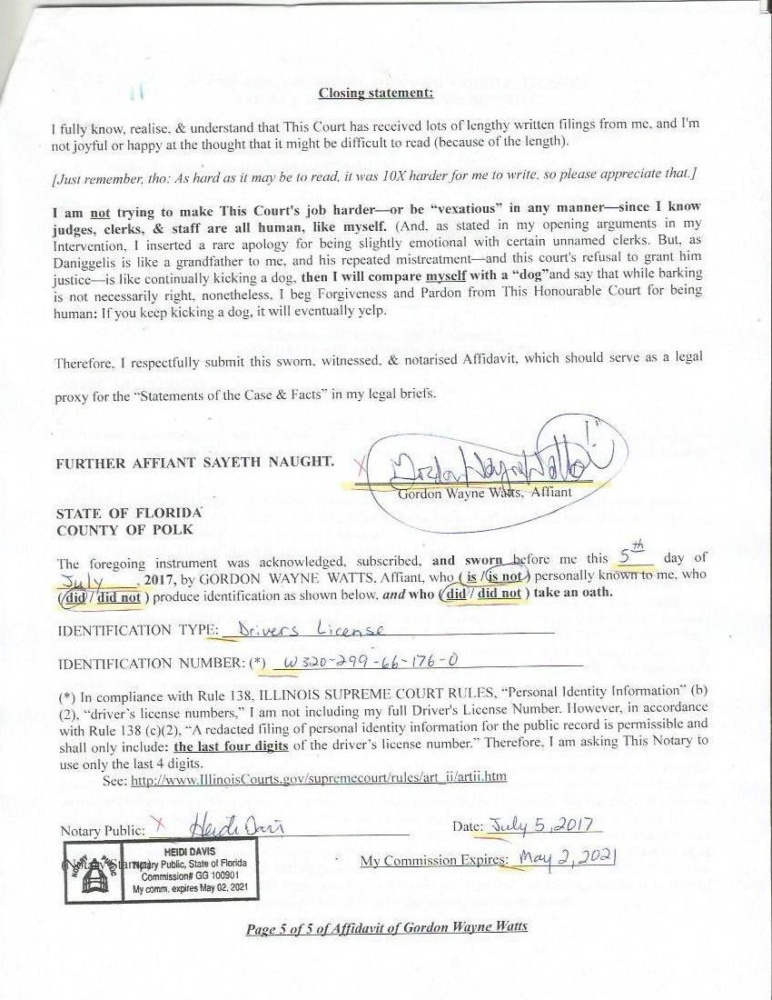 Closing statement:
I fully know, realise, & understand that This Court has received lots of lengthy written filings from me, and I'm
not joyful or happy at the thought that it might be difficult to read (because of the length).
[Just remember, tho: As hard as it may be to read, it was 10X harder for me to write, so please appreciate that.]
I am not trying to make This Court's job harder—or be “vexatious” in any manner—since I know
judges, clerks, & staff are all human, like myself. (And, as stated in my opening arguments in my
Intervention, I inserted a rare apology for being slightly emotional with certain unnamed clerks. But, as
Daniggelis is like a grandfather to me, and his repeated mistreatment—and this court's refusal to grant him
justice—is like continually kicking a dog, then I will compare myself with a “dog”and say that while barking
is not necessarily right, nonetheless, I beg Forgiveness and Pardon from This Honourable Court for being
human: If you keep kicking a dog, it will eventually yelp.
Therefore, I respectfully submit this sworn, witnessed, & notarised Affidavit, which should serve as a legal
proxy for the “Statements of the Case & Facts” in my legal briefs.
FURTHER AFFIANT SAYETH NAUGHT. X Gordon Wayne Watts!!
Gordon Wayne Watts, Affiant
STATE OF FLORIDA
COUNTY OF POLK
The foregoing instrument was acknowledged, subscribed, and sworn before me this 5th day of
July, 2017, by GORDON WAYNE WATTS, Affiant, who ( is / is not ) personally known to me, who
( did / did not ) produce identification as shown below, and who ( did / did not ) take an oath.
IDENTIFICATION TYPE: Drivers License
IDENTIFICATION NUMBER: (*) W320-299-66-176-0
(*) In compliance with Rule 138, ILLINOIS SUPREME COURT RULES, “Personal Identity Information” (b)
(2), “driver's license numbers,” I am not including my full Driver's License Number. However, in accordance
with Rule 138 (c)(2), “A redacted filing of personal identity information for the public record is permissible and
shall only include: the last four digits of the driver's license number.” Therefore, I am asking This Notary to
use only the last 4 digits.
See: http://www.IllinoisCourts.gov/supremecourt/rules/art_ii/artii.htm
Notary Public: X Heidi Davis Date: July 5, 2017
(Notary Stamp) My Commission Expires: May 2, 2021
NOTARY PUBLIC
HEIDI DAVIS
Notary Public, State of Florida
Commission# GG 100901
My comm. expires May 02, 2021
Page 5 of 5 of Affidavit of Gordon Wayne Watts